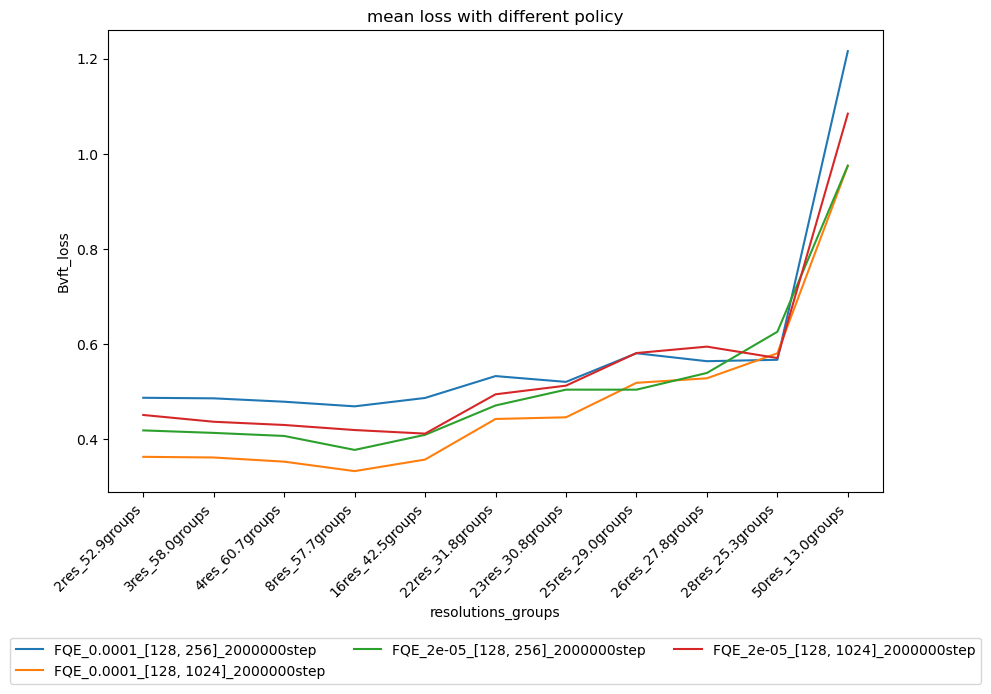 mean loss with different policy
1.2
1.0
0.8
0.6
0.4
Bvft_loss
2res_52.9groups
3res_58.0groups
4res_60.7groups
8res_57.7groups
16res_42.5groups
22res_31.8groups
23res_30.8groups
25res_29.0groups
26res_27.8groups
28res_25.3groups
50res_13.0groups
resolutions_groups
FQE_0.0001_[128, 256]_2000000step
FQE_0.0001_[128, 1024]_2000000step
FQE_2e-05_[128, 256]_2000000step
FQE_2e-05_[128, 1024]_2000000step